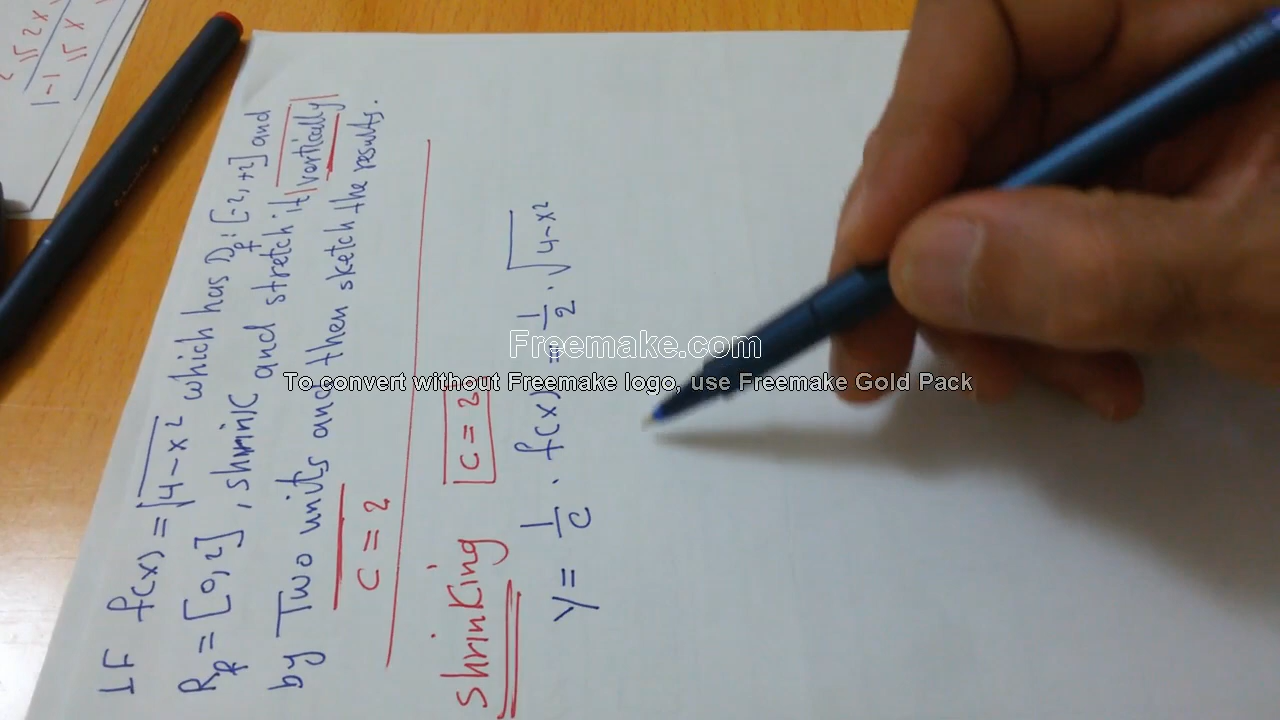 IF f(x) = √4-x² which has D_f : [-2,+2] and
R_f = [0,2], shrink and stretch it vertically
by Two units and then sketch the results.
c = 2
shrinking c = 2
y = 1/c · f(x) = 1/2 · √4-x²
Freemake.com
To convert without Freemake logo, use Freemake Gold Pack